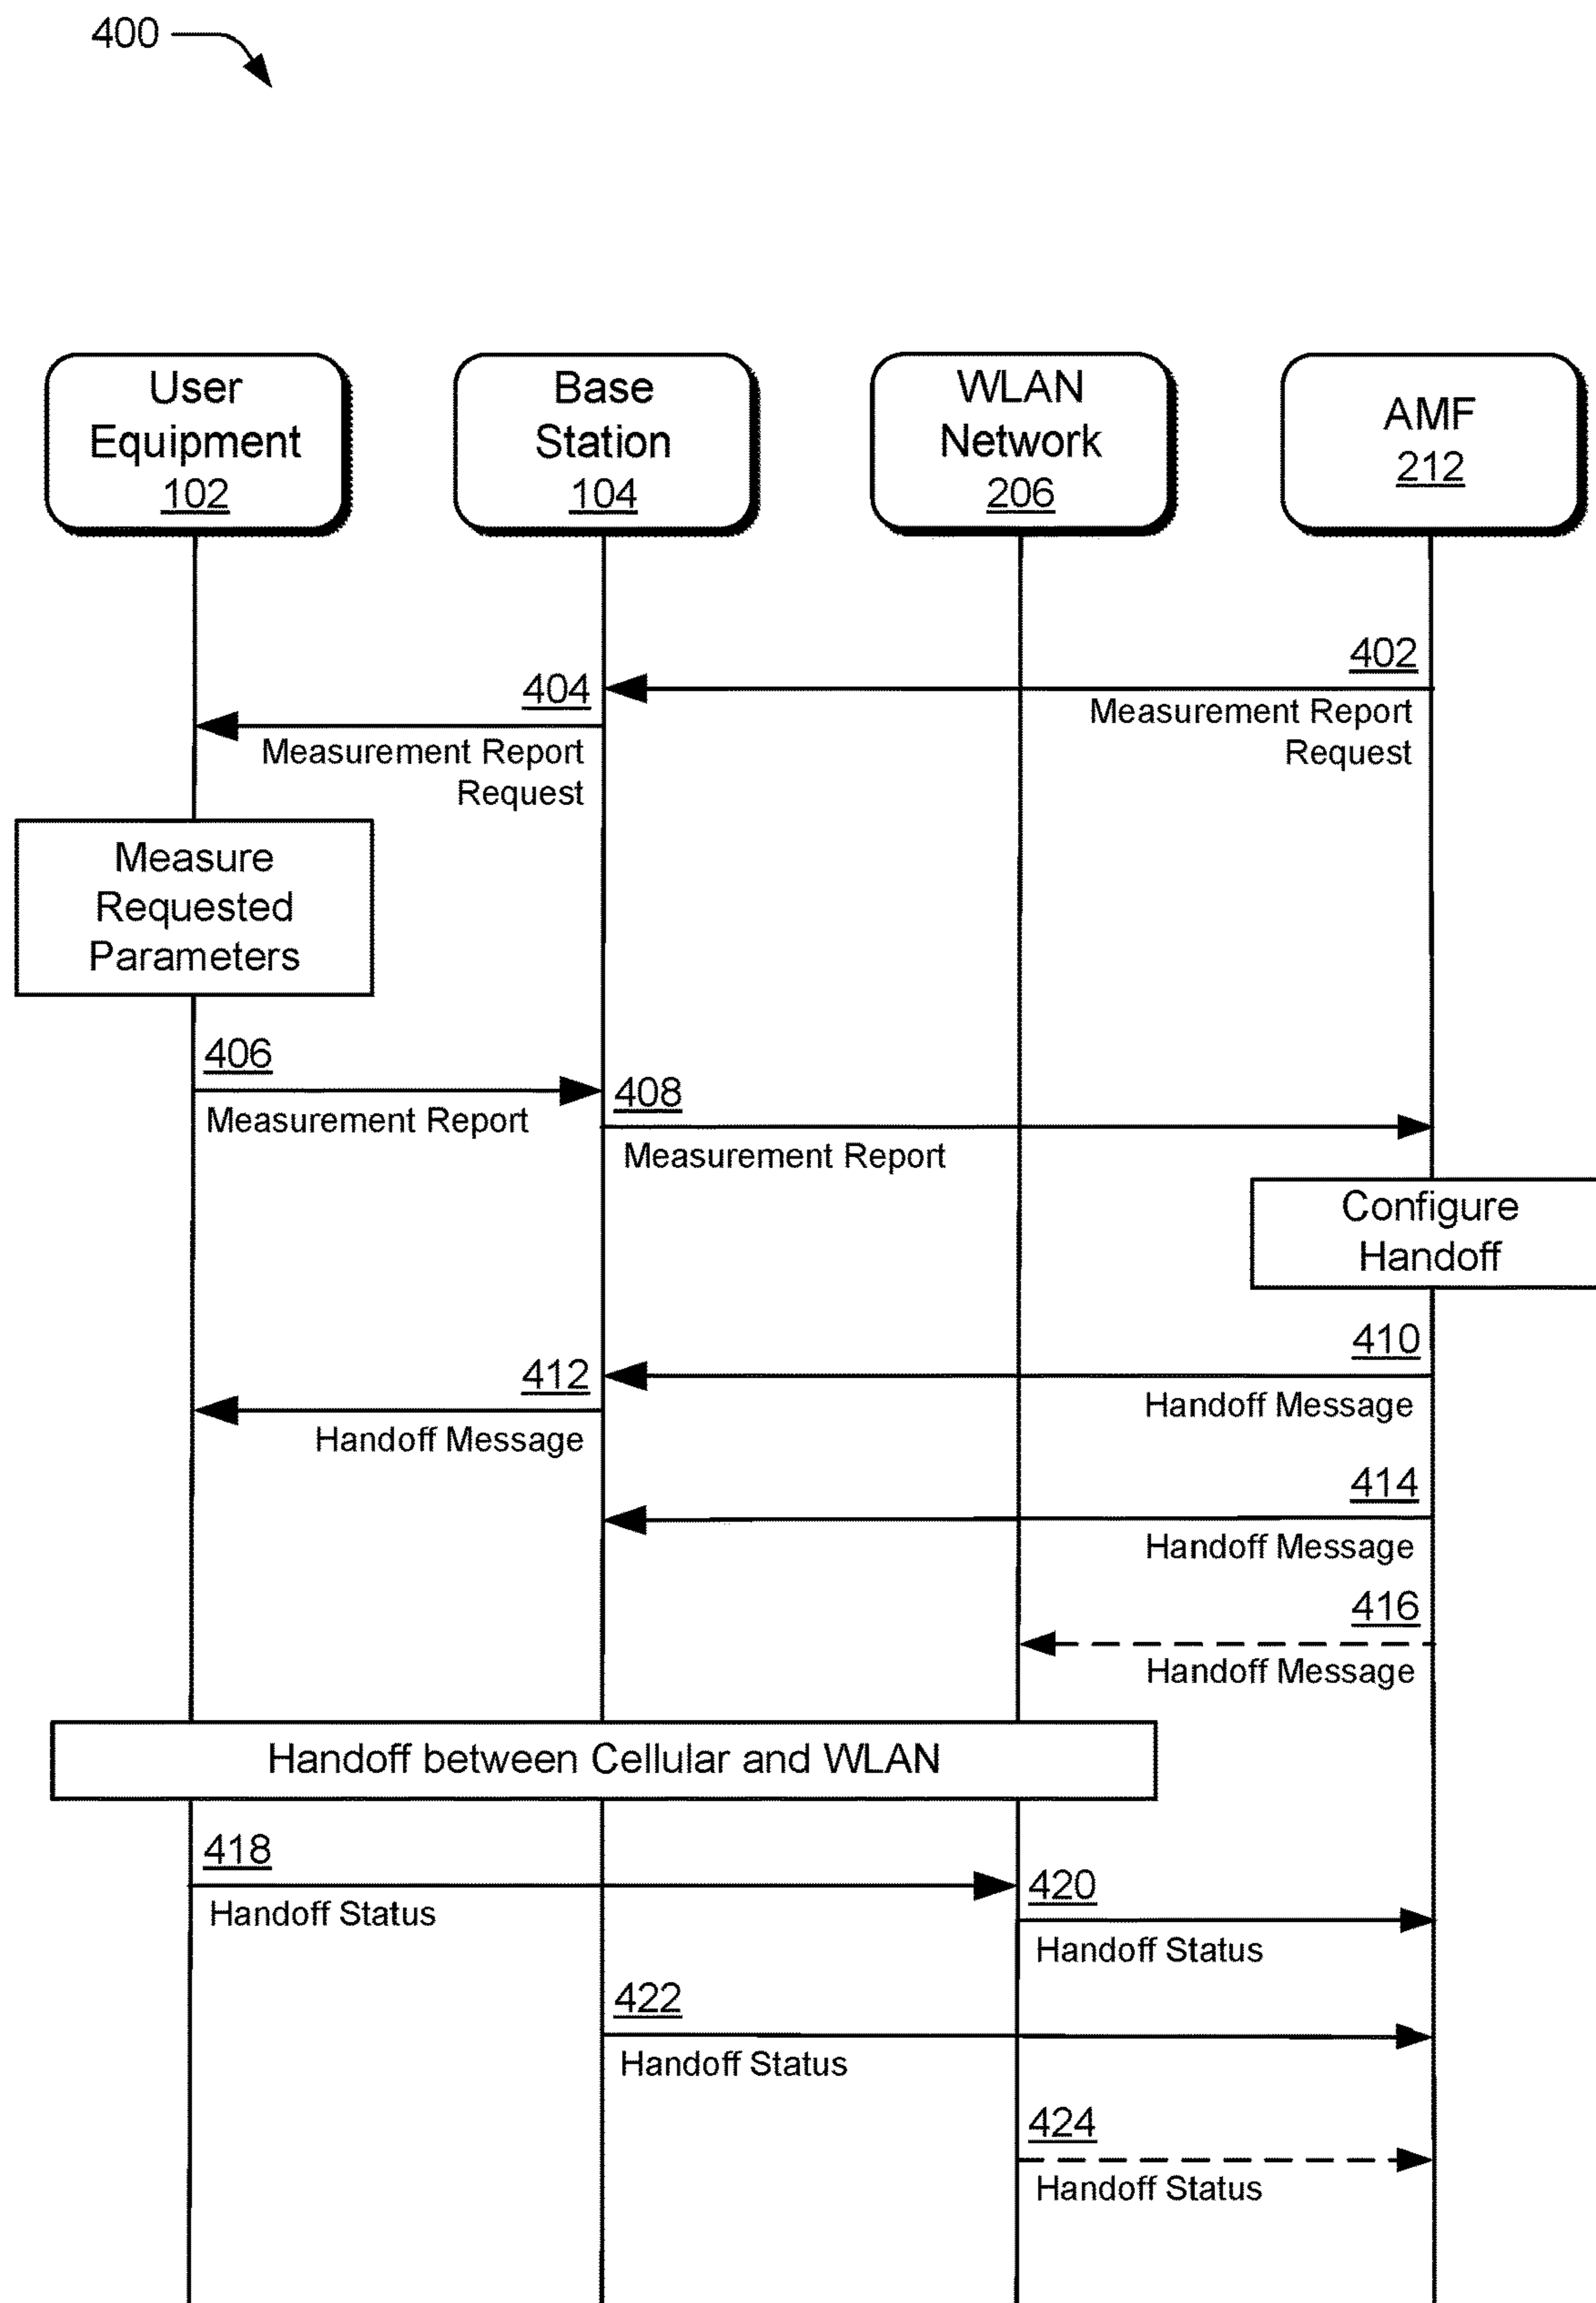 400
User
Equipment
102
Base
Station
104
WLAN
Network
206
AMF
212
402
Measurement Report
Request
404
Measurement Report
Request
Measure
Requested
Parameters
406
Measurement Report
408
Measurement Report
Configure
Handoff
410
Handoff Message
412
Handoff Message
414
Handoff Message
416
Handoff Message
Handoff between Cellular and WLAN
418
Handoff Status
420
Handoff Status
422
Handoff Status
424
Handoff Status